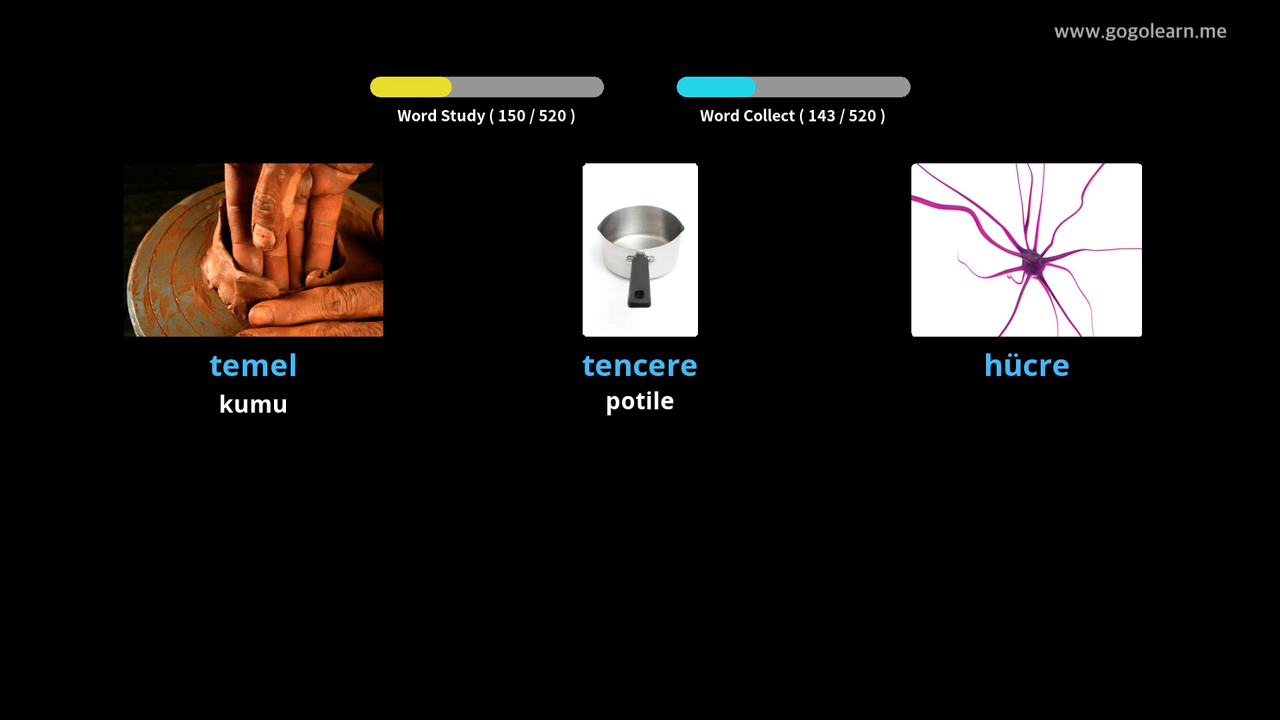 www.gogolearn.me
Word Study ( 150 / 520 )
Word Collect ( 143 / 520 )
temel
kumu
tencere
potile
hücre